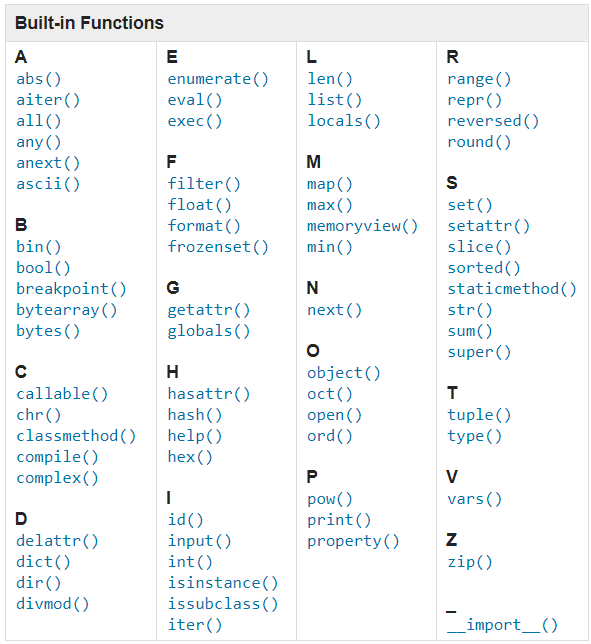 Built-in Functions
A
abs()
aiter()
all()
any()
anext()
ascii()
B
bin()
bool()
breakpoint()
bytearray()
bytes()
C
callable()
chr()
classmethod()
compile()
complex()
D
delattr()
dict()
dir()
divmod()
E
enumerate()
eval()
exec()
F
filter()
float()
format()
frozenset()
G
getattr()
globals()
H
hasattr()
hash()
help()
hex()
I
id()
input()
int()
isinstance()
issubclass()
iter()
L
len()
list()
locals()
M
map()
max()
memoryview()
min()
N
next()
O
object()
oct()
open()
ord()
P
pow()
print()
property()
R
range()
repr()
reversed()
round()
S
set()
setattr()
slice()
sorted()
staticmethod()
str()
sum()
super()
T
tuple()
type()
V
vars()
Z
zip()
_
__import__()